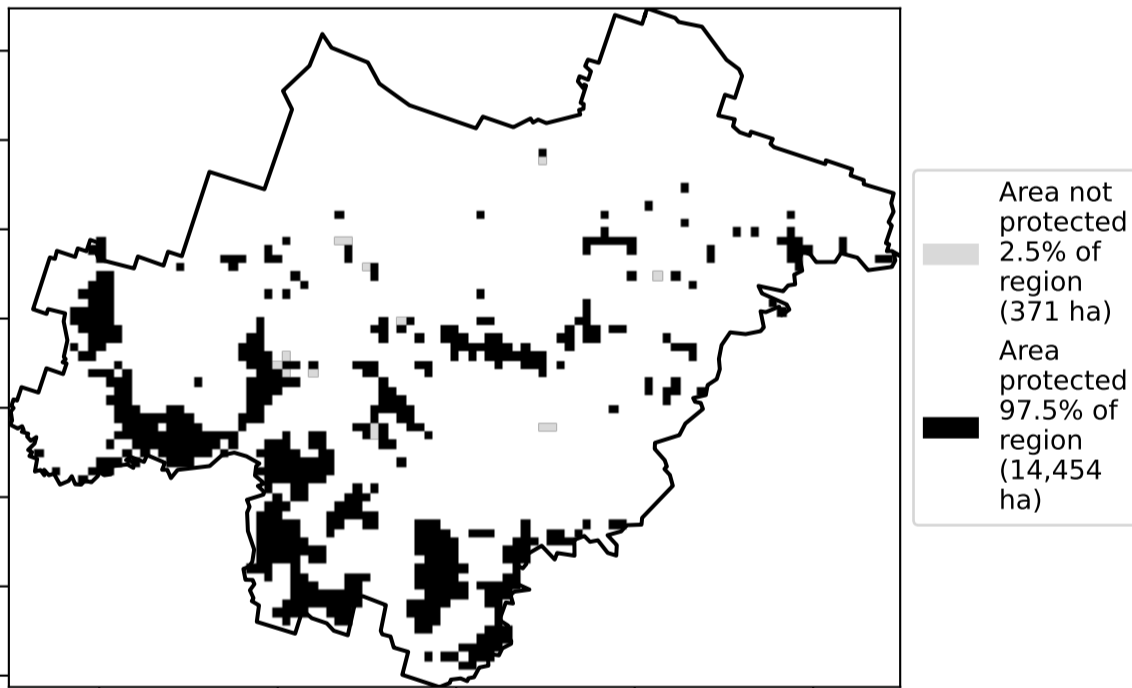 Area not
protected
2.5% of
region
(371 ha)
Area
protected
97.5% of
region
(14,454
ha)